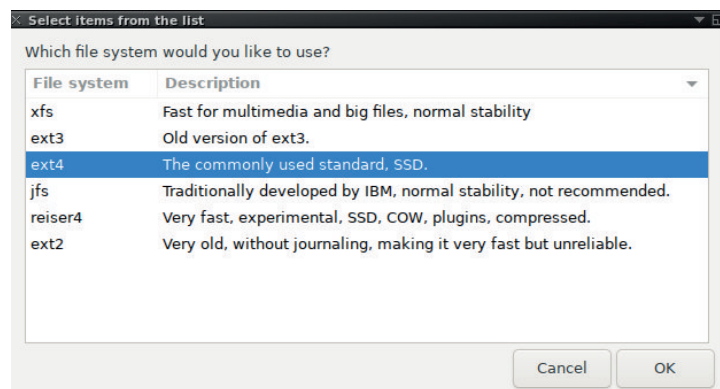 Select items from the list
Which file system would you like to use?
File system Description
xfs Fast for multimedia and big files, normal stability
ext3 Old version of ext3.
ext4 The commonly used standard, SSD.
jfs Traditionally developed by IBM, normal stability, not recommended.
reiser4 Very fast, experimental, SSD, COW, plugins, compressed.
ext2 Very old, without journaling, making it very fast but unreliable.
Cancel OK